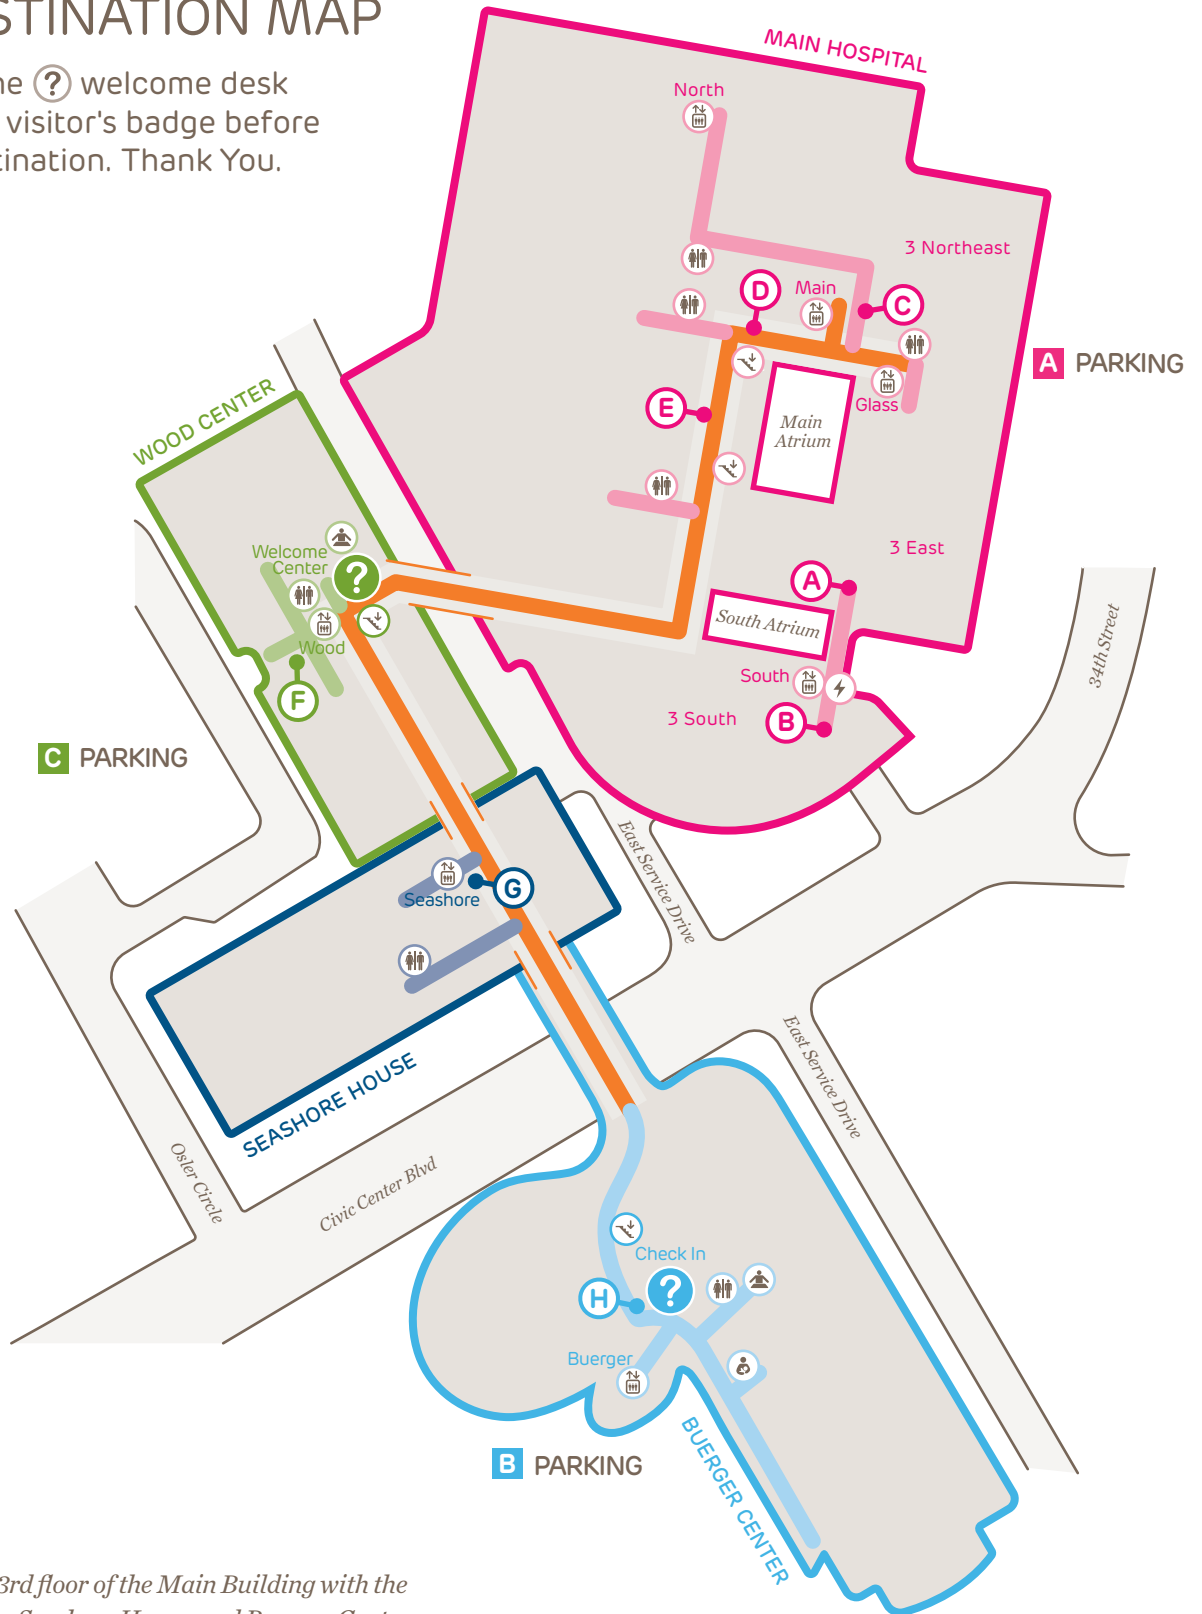 STINATION MAP
ne ? welcome desk
visitor's badge before
tination. Thank You.
MAIN HOSPITAL
North
3 Northeast
D
Main
C
A PARKING
E
Glass
Main
Atrium
WOOD CENTER
Welcome
Center
?
Wood
F
3 East
A
South Atrium
South
3 South
B
34th Street
C PARKING
East Service Drive
Seashore
G
SEASHORE HOUSE
East Service Drive
Osler Circle
Civic Center Blvd
Check In
?
H
Buerger
BUERGER CENTER
B PARKING
3rd floor of the Main Building with the